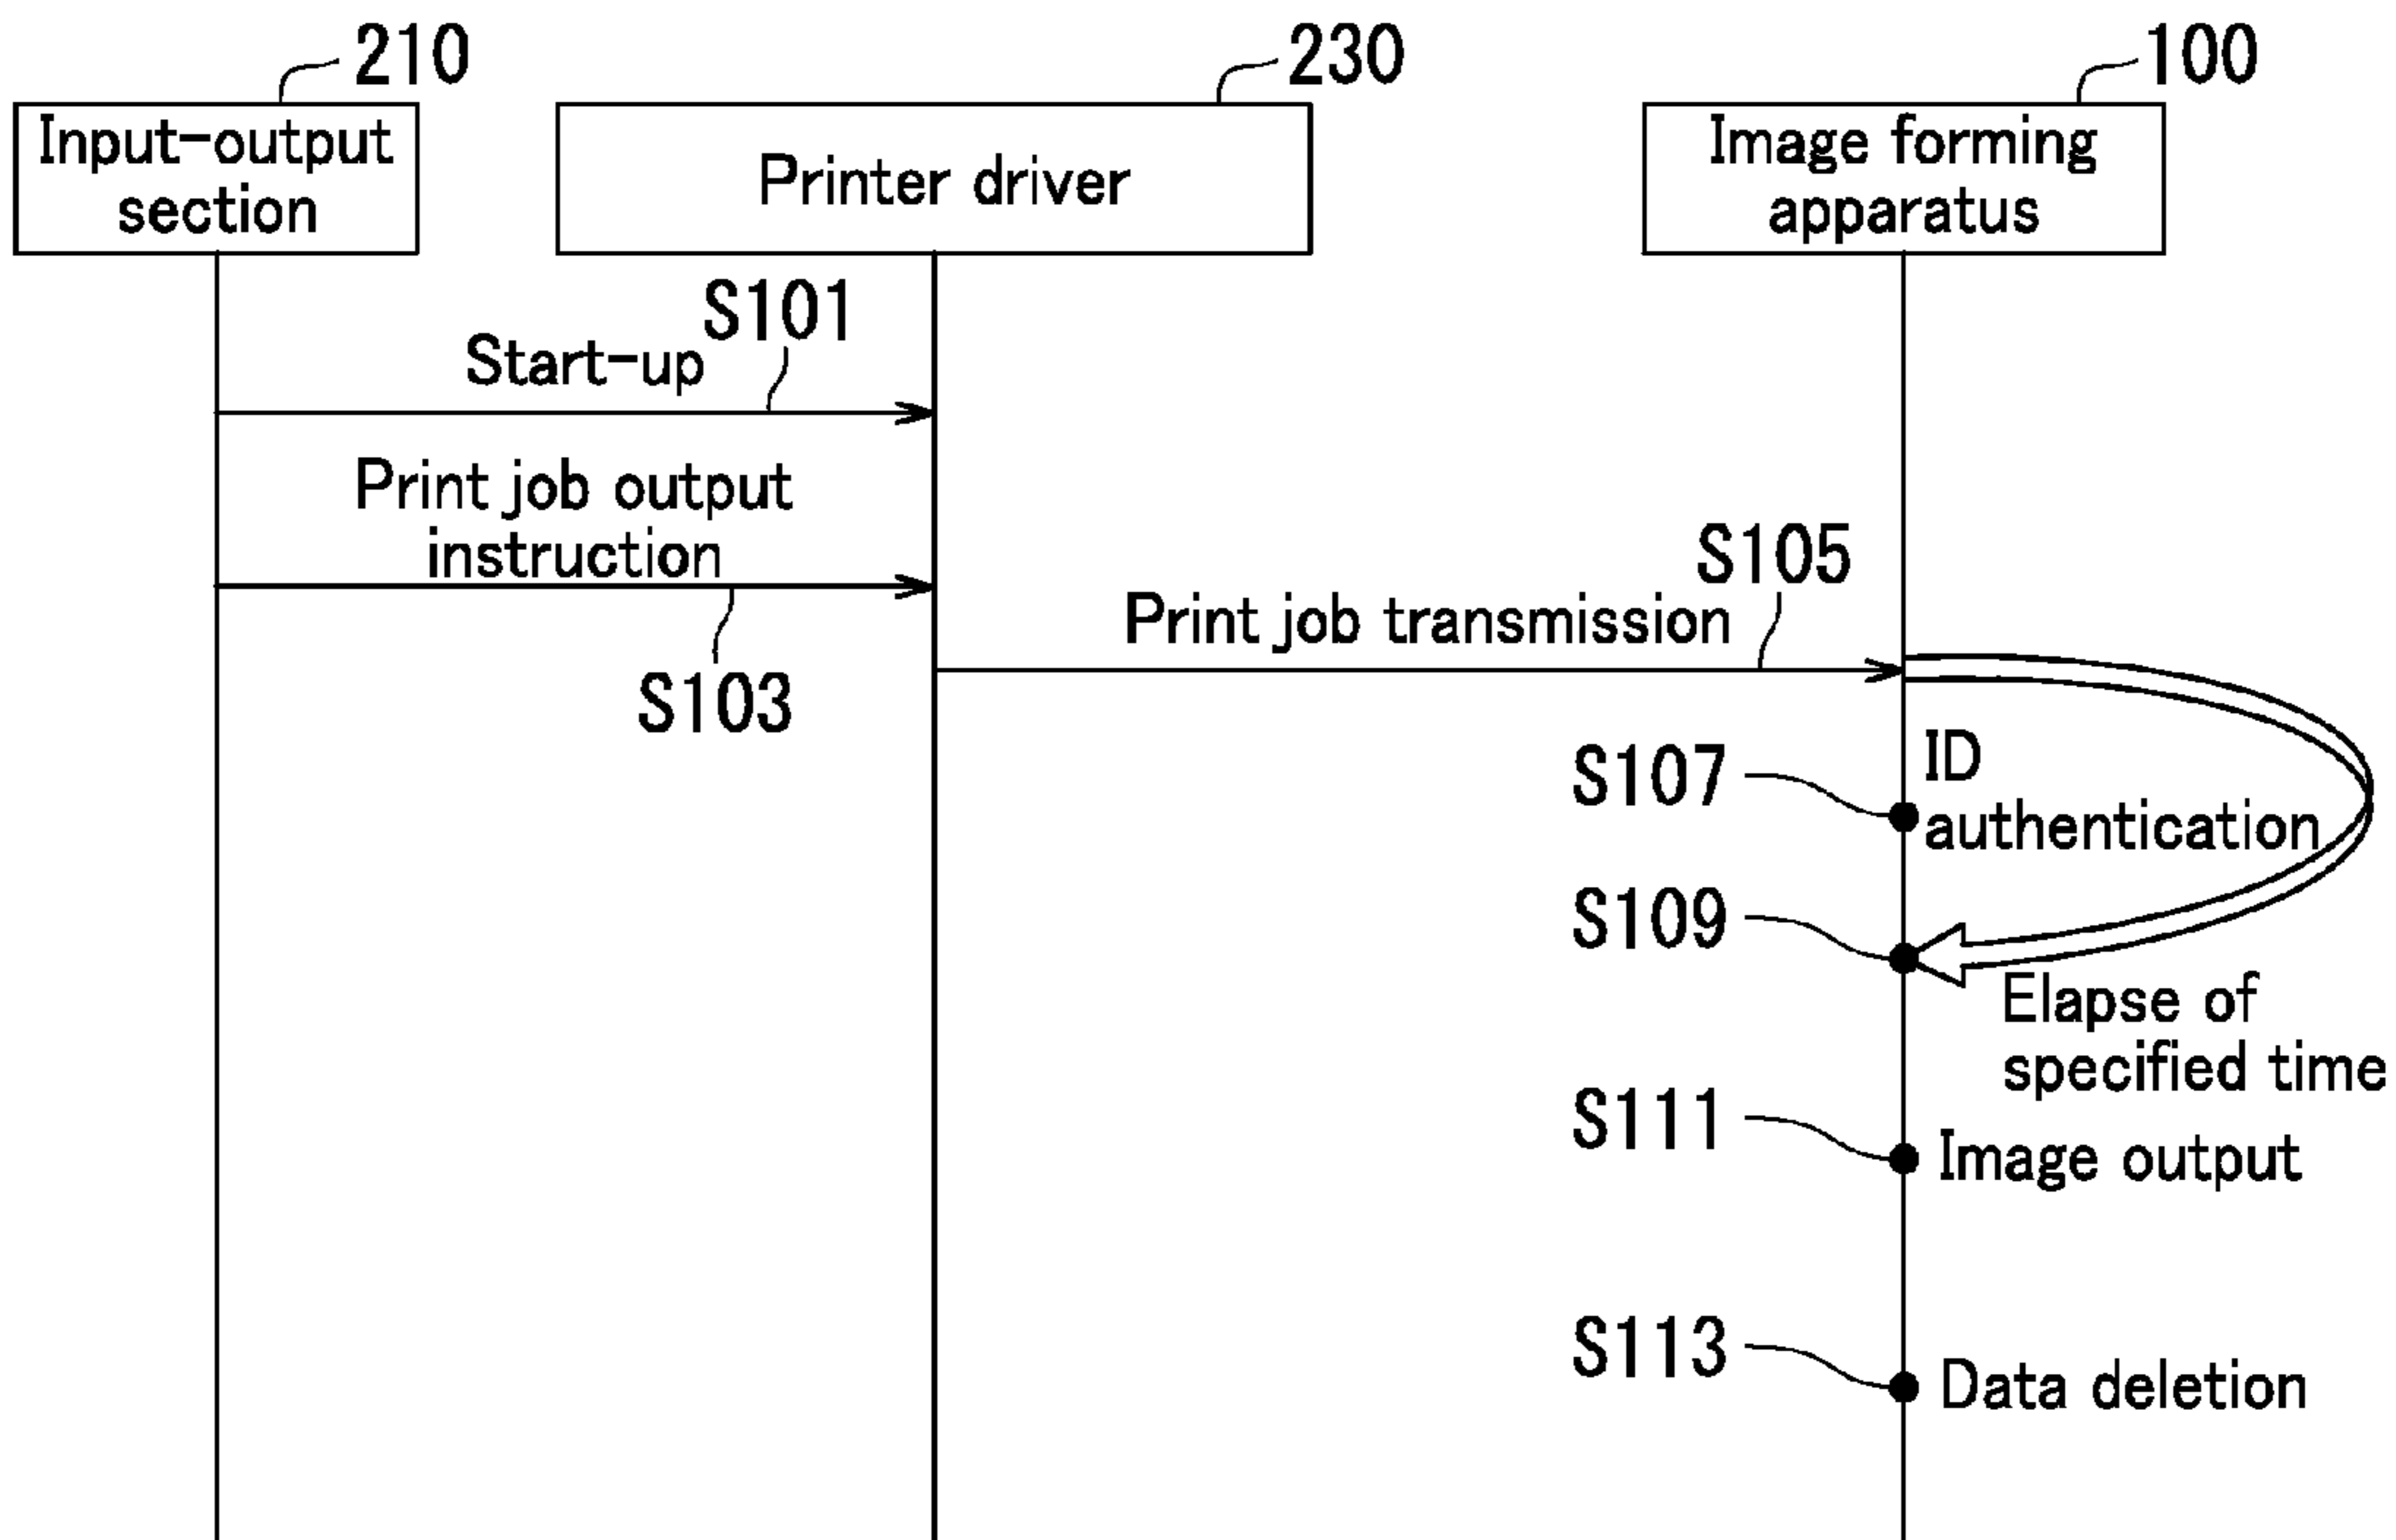 210
230
100
Input-output
section
Printer driver
Image forming
apparatus
S101
Start-up
Print job output
instruction
S103
S105
Print job transmission
S107
ID
authentication
S109
Elapse of
specified time
S111
Image output
S113
Data deletion